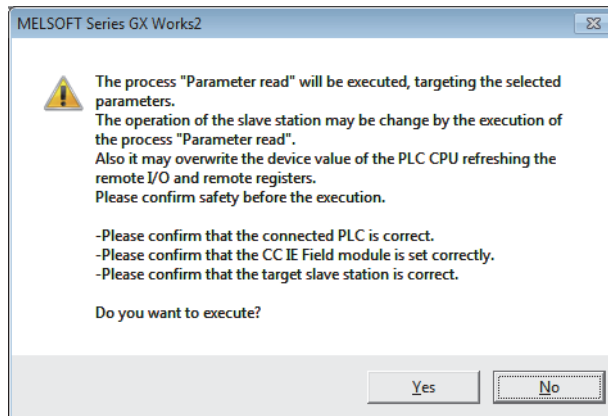 MELSOFT Series GX Works2
The process "Parameter read" will be executed, targeting the selected
parameters.
The operation of the slave station may be change by the execution of
the process "Parameter read".
Also it may overwrite the device value of the PLC CPU refreshing the
remote I/O and remote registers.
Please confirm safety before the execution.
-Please confirm that the connected PLC is correct.
-Please confirm that the CC IE Field module is set correctly.
-Please confirm that the target slave station is correct.
Do you want to execute?
Yes
No